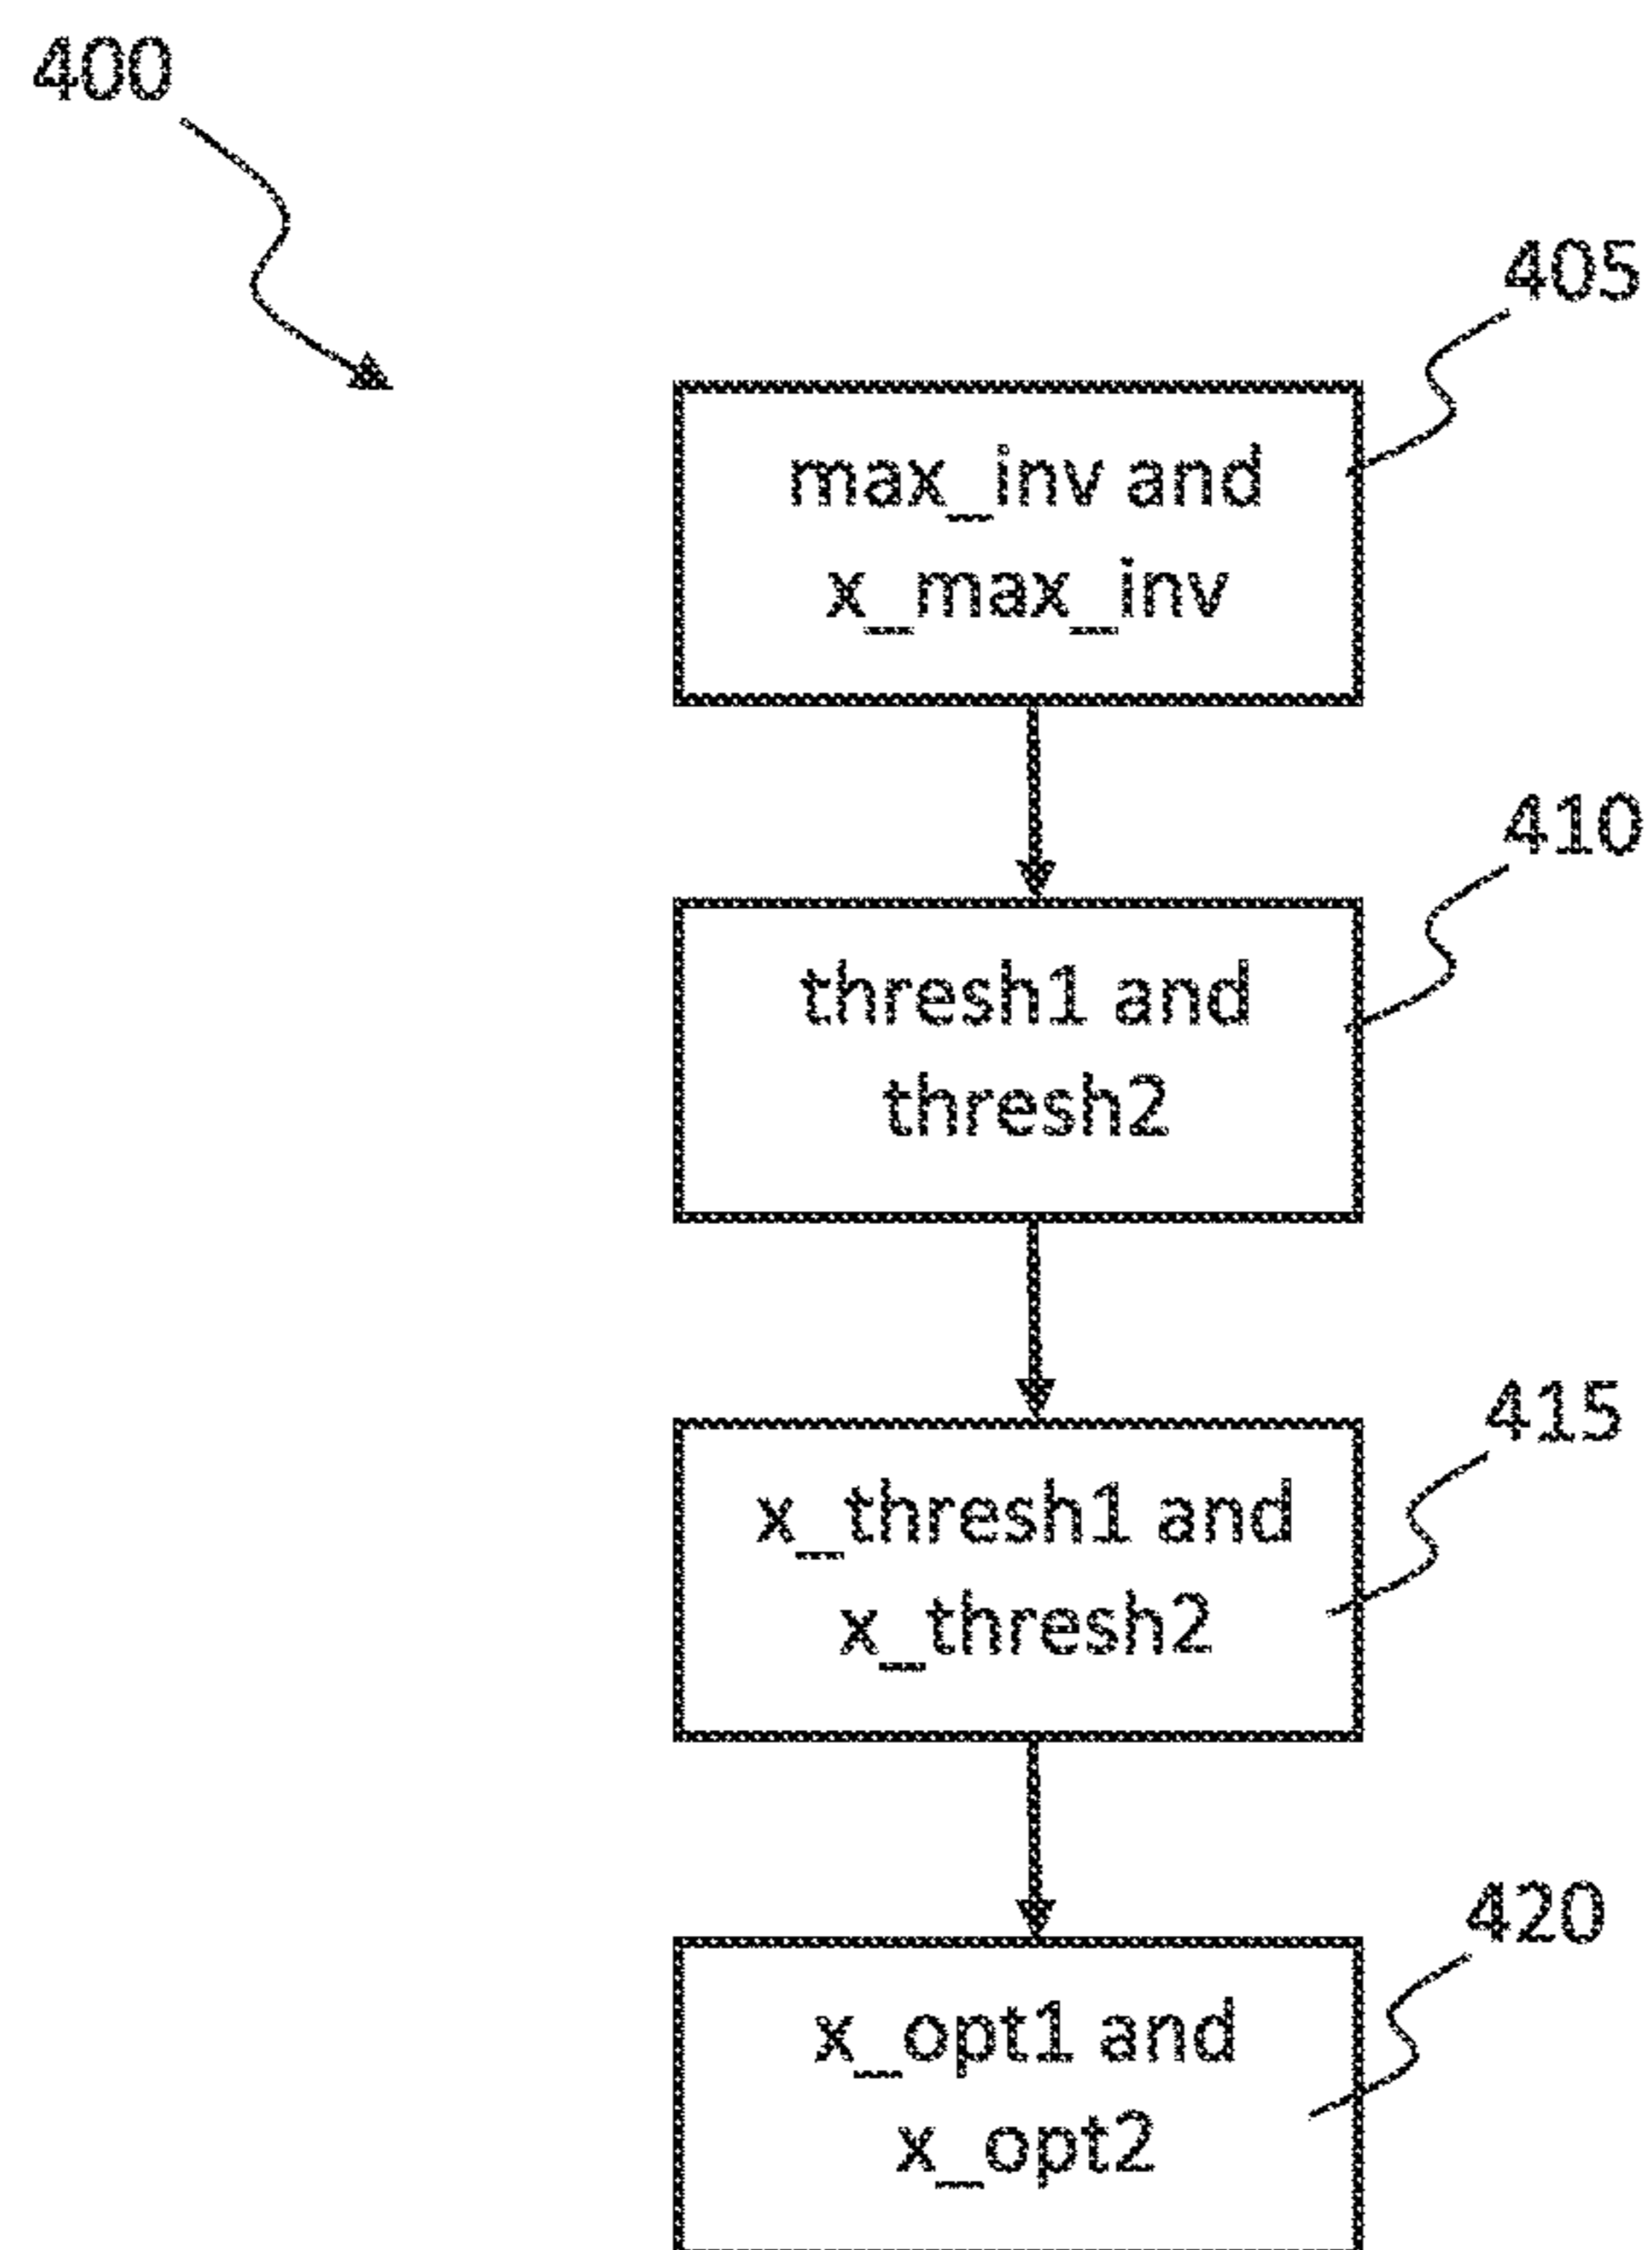 400
405
max_inv and
x_max_inv
410
thresh1 and
thresh2
415
x_thresh1 and
x_thresh2
420
x_opt1 and
x_opt2